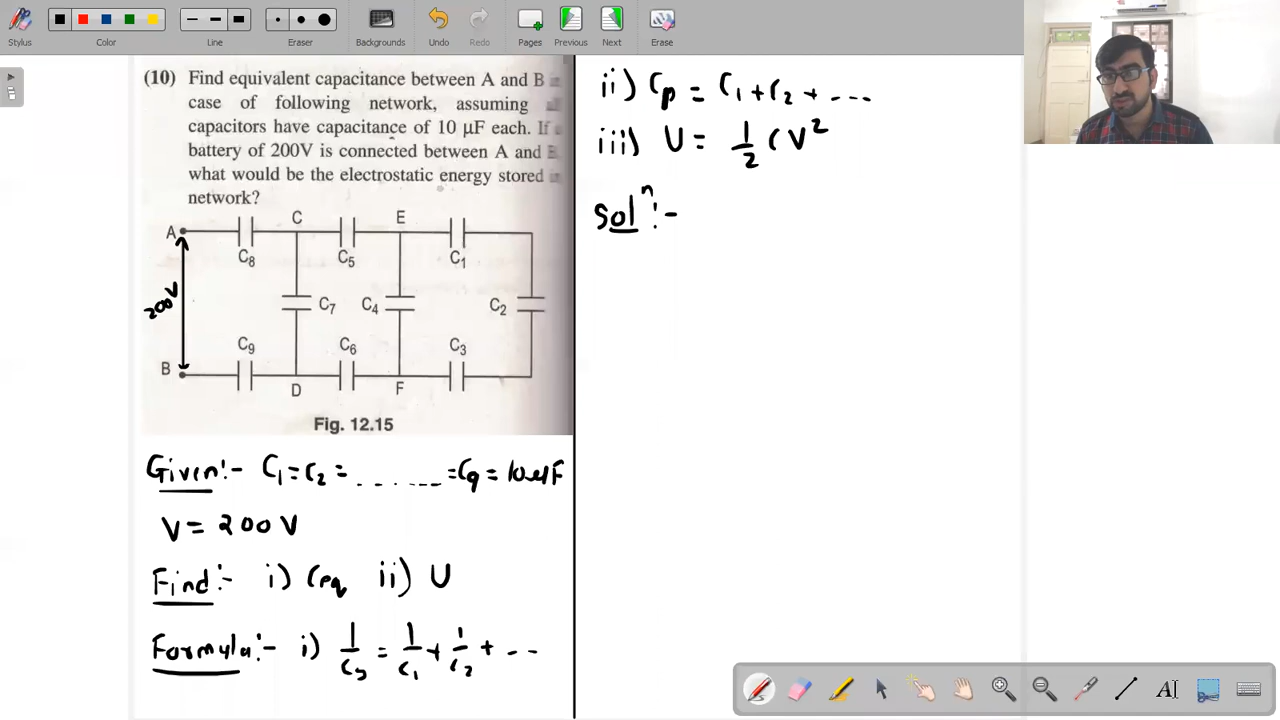 Stylus
Color
Line
Eraser
Backgrounds
Undo
Redo
Pages
Previous
Next
Erase
(10) Find equivalent capacitance between A and B
case of following network, assuming
capacitors have capacitance of 10 μF each. If
battery of 200V is connected between A and B
what would be the electrostatic energy stored
network?
A
C8
C
C5
E
C1
200V
C7
C4
C2
B
C9
D
C6
F
C3
Fig. 12.15
Given:- C1 = C2 = ....... = C9 = 10μF
V = 200 V
Find:- i) Ceq ii) U
Formula:- i) 1/Cs = 1/C1 + 1/C2 + --
ii) Cp = C1 + C2 + ---
iii) U = 1/2 CV²
Solⁿ:-
AI